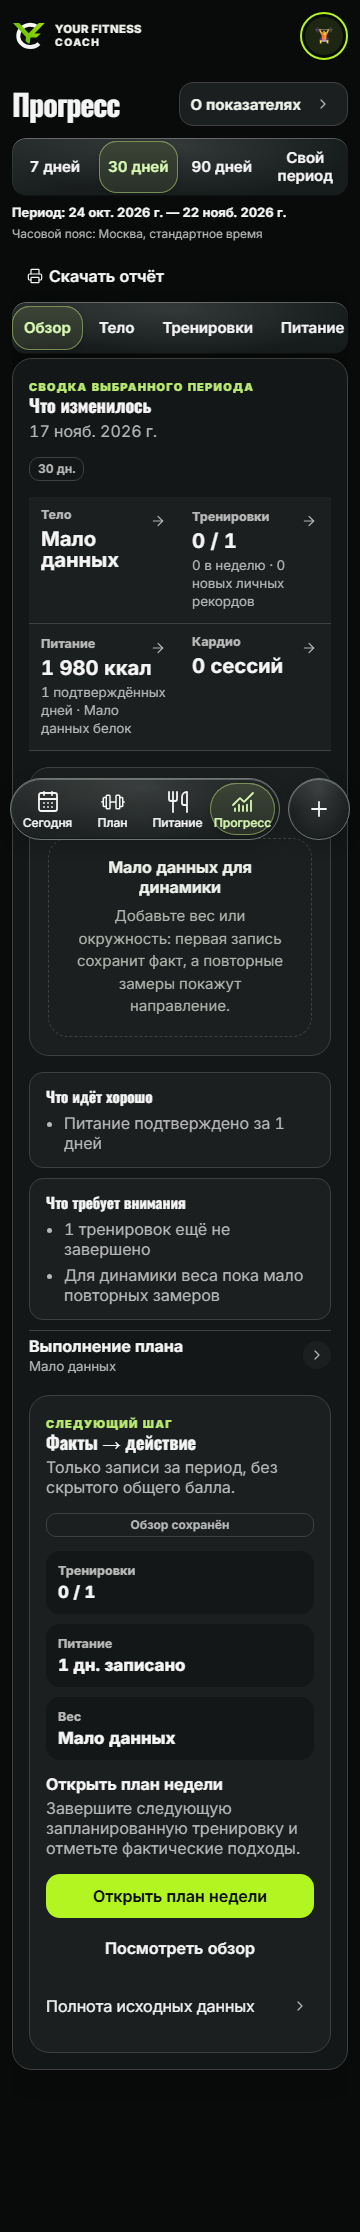 YOUR FITNESS
COACH
Прогресс
О показателях
7 дней
30 дней
90 дней
Свой
период
Период: 24 окт. 2026 г. — 22 нояб. 2026 г.
Часовой пояс: Москва, стандартное время
Скачать отчёт
Обзор
Тело
Тренировки
Питание
СВОДКА ВЫБРАННОГО ПЕРИОДА
Что изменилось
17 нояб. 2026 г.
30 дн.
Тело
Мало
данных
Тренировки
0 / 1
0 в неделю · 0
новых личных
рекордов
Питание
1 980 ккал
1 подтверждённых
дней · Мало
данных белок
Кардио
0 сессий
Сегодня
План
Питание
Прогресс
Мало данных для
динамики
Добавьте вес или
окружность: первая запись
сохранит факт, а повторные
замеры покажут
направление.
Что идёт хорошо
• Питание подтверждено за 1
дней
Что требует внимания
• 1 тренировок ещё не
завершено
• Для динамики веса пока мало
повторных замеров
Выполнение плана
Мало данных
СЛЕДУЮЩИЙ ШАГ
Факты → действие
Только записи за период, без
скрытого общего балла.
Обзор сохранён
Тренировки
0 / 1
Питание
1 дн. записано
Вес
Мало данных
Открыть план недели
Завершите следующую
запланированную тренировку и
отметьте фактические подходы.
Открыть план недели
Посмотреть обзор
Полнота исходных данных